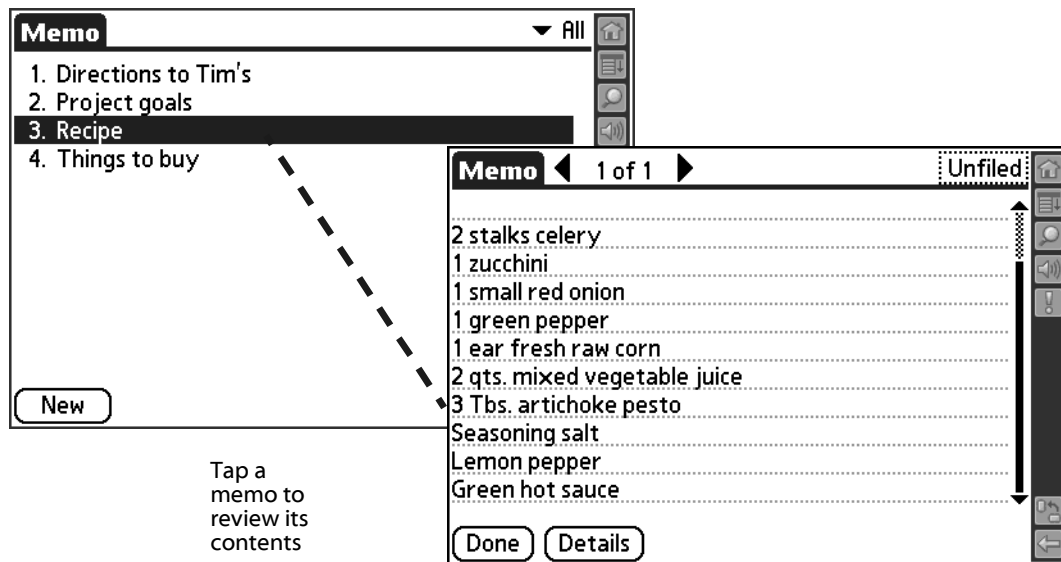 Memo All
1. Directions to Tim's
2. Project goals
3. Recipe
4. Things to buy
New
Memo 1 of 1 Unfiled
2 stalks celery
1 zucchini
1 small red onion
1 green pepper
1 ear fresh raw corn
2 qts. mixed vegetable juice
3 Tbs. artichoke pesto
Seasoning salt
Lemon pepper
Green hot sauce
Done Details
Tap a
memo to
review its
contents